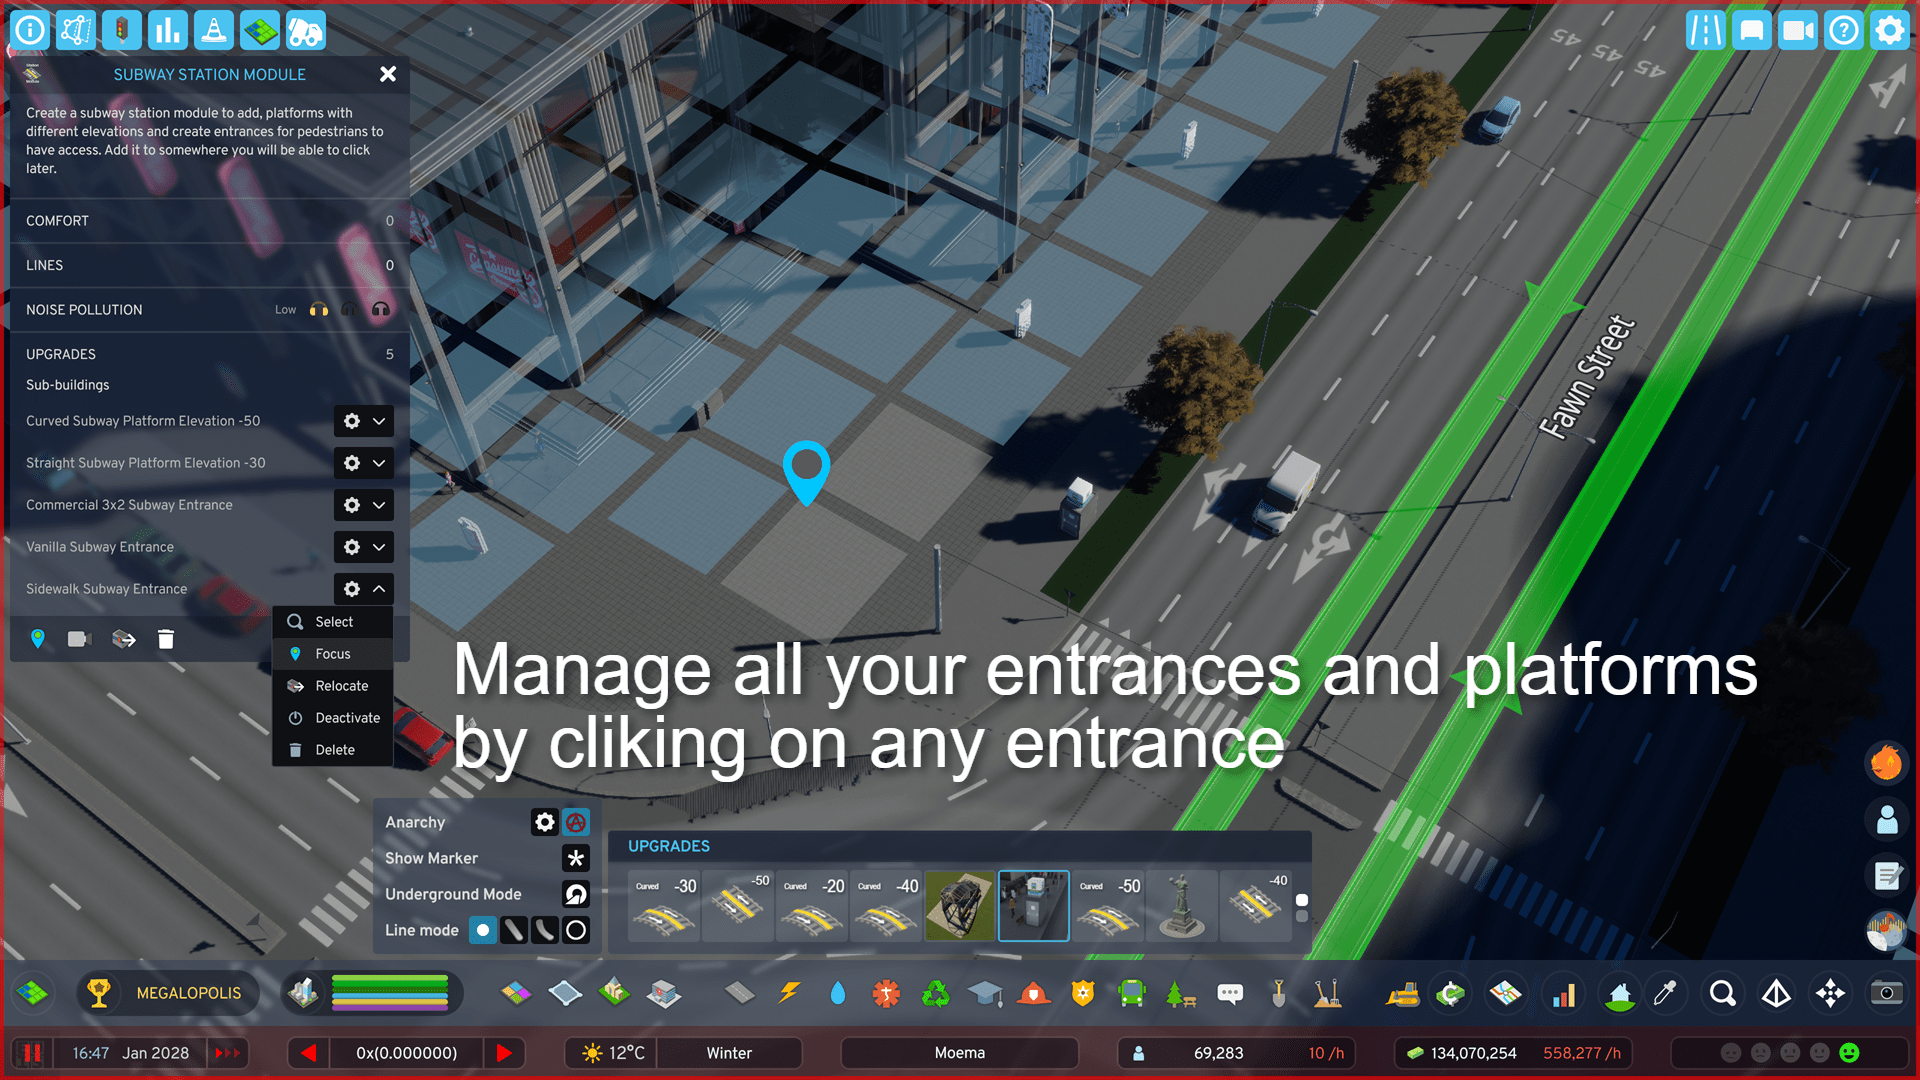 SUBWAY STATION MODULE
Create a subway station module to add, platforms with
different elevations and create entrances for pedestrians to
have access. Add it to somewhere you will be able to click
later.
COMFORT 0
LINES 0
NOISE POLLUTION Low
UPGRADES 5
Sub-buildings
Curved Subway Platform Elevation -50
Straight Subway Platform Elevation -30
Commercial 3x2 Subway Entrance
Vanilla Subway Entrance
Sidewalk Subway Entrance
Select
Focus
Relocate
Deactivate
Delete
45 45 45
Fawn Street
Manage all your entrances and platforms
by cliking on any entrance
Anarchy
Show Marker
Underground Mode
Line mode
UPGRADES
Curved -30
-50
Curved -20
Curved -40
Curved -50
-40
MEGALOPOLIS
16:47 Jan 2028
0x(0.000000)
12°C
Winter
Moema
69,283 10 /h
134,070,254 558,277 /h